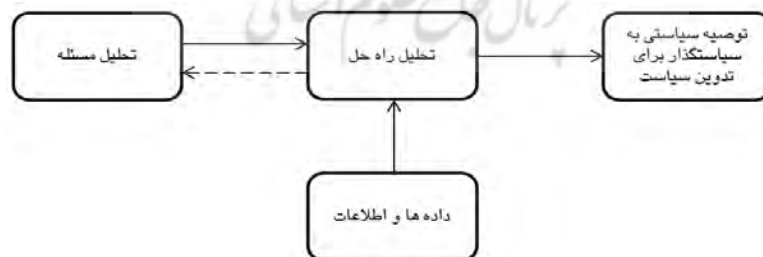 توصیه سیاستی به
سیاستگذار برای
تدوین سیاست
تحلیل راه حل
تحلیل مسئله
داده ها و اطلاعات